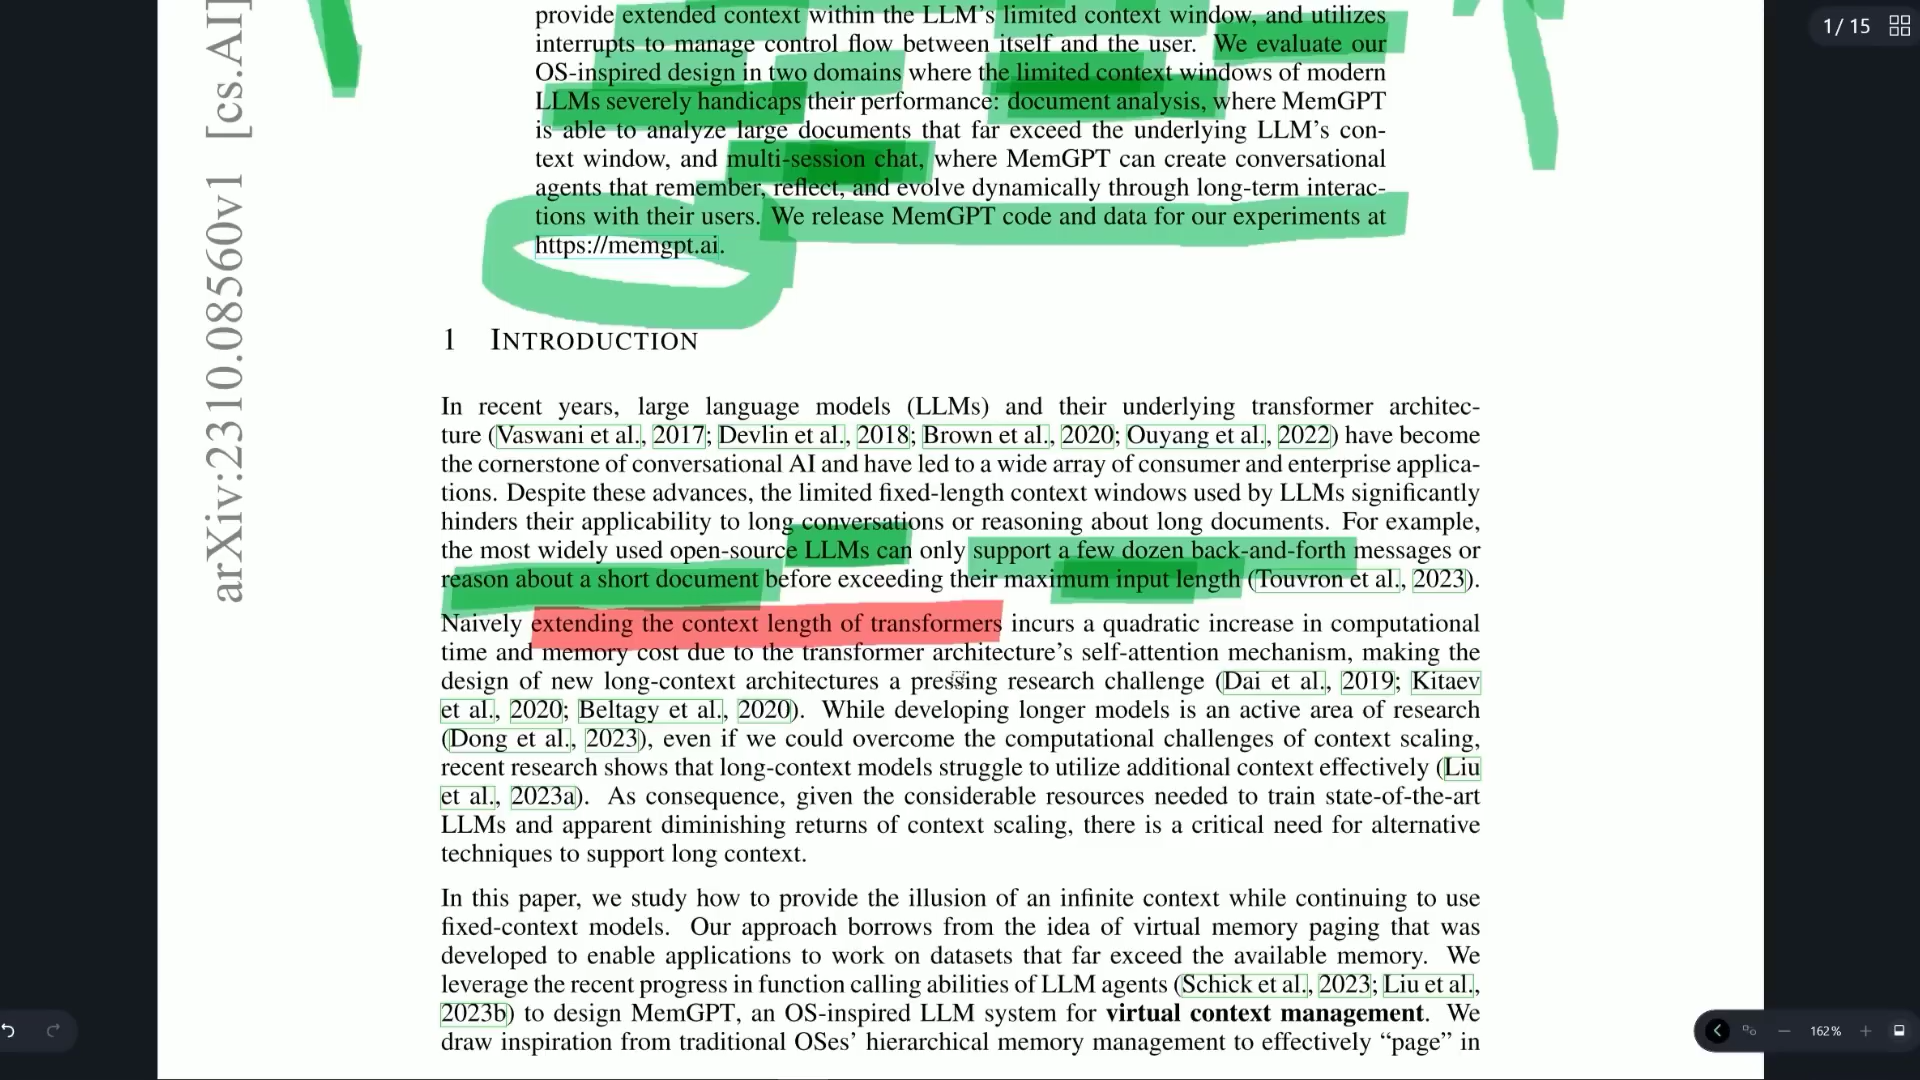 1/ 15
arXiv:2310.08560v1 [cs.AI]
provide extended context within the LLM's limited context window, and utilizes
interrupts to manage control flow between itself and the user. We evaluate our
OS-inspired design in two domains where the limited context windows of modern
LLMs severely handicaps their performance: document analysis, where MemGPT
is able to analyze large documents that far exceed the underlying LLM's con-
text window, and multi-session chat, where MemGPT can create conversational
agents that remember, reflect, and evolve dynamically through long-term interac-
tions with their users. We release MemGPT code and data for our experiments at
https://memgpt.ai.
1 INTRODUCTION
In recent years, large language models (LLMs) and their underlying transformer architec-
ture (Vaswani et al., 2017; Devlin et al., 2018; Brown et al., 2020; Ouyang et al., 2022) have become
the cornerstone of conversational AI and have led to a wide array of consumer and enterprise applica-
tions. Despite these advances, the limited fixed-length context windows used by LLMs significantly
hinders their applicability to long conversations or reasoning about long documents. For example,
the most widely used open-source LLMs can only support a few dozen back-and-forth messages or
reason about a short document before exceeding their maximum input length (Touvron et al., 2023).
Naively extending the context length of transformers incurs a quadratic increase in computational
time and memory cost due to the transformer architecture's self-attention mechanism, making the
design of new long-context architectures a pressing research challenge (Dai et al., 2019; Kitaev
et al., 2020; Beltagy et al., 2020). While developing longer models is an active area of research
(Dong et al., 2023), even if we could overcome the computational challenges of context scaling,
recent research shows that long-context models struggle to utilize additional context effectively (Liu
et al., 2023a). As consequence, given the considerable resources needed to train state-of-the-art
LLMs and apparent diminishing returns of context scaling, there is a critical need for alternative
techniques to support long context.
In this paper, we study how to provide the illusion of an infinite context while continuing to use
fixed-context models. Our approach borrows from the idea of virtual memory paging that was
developed to enable applications to work on datasets that far exceed the available memory. We
leverage the recent progress in function calling abilities of LLM agents (Schick et al., 2023; Liu et al.,
2023b) to design MemGPT, an OS-inspired LLM system for virtual context management. We
draw inspiration from traditional OSes' hierarchical memory management to effectively “page” in
162%